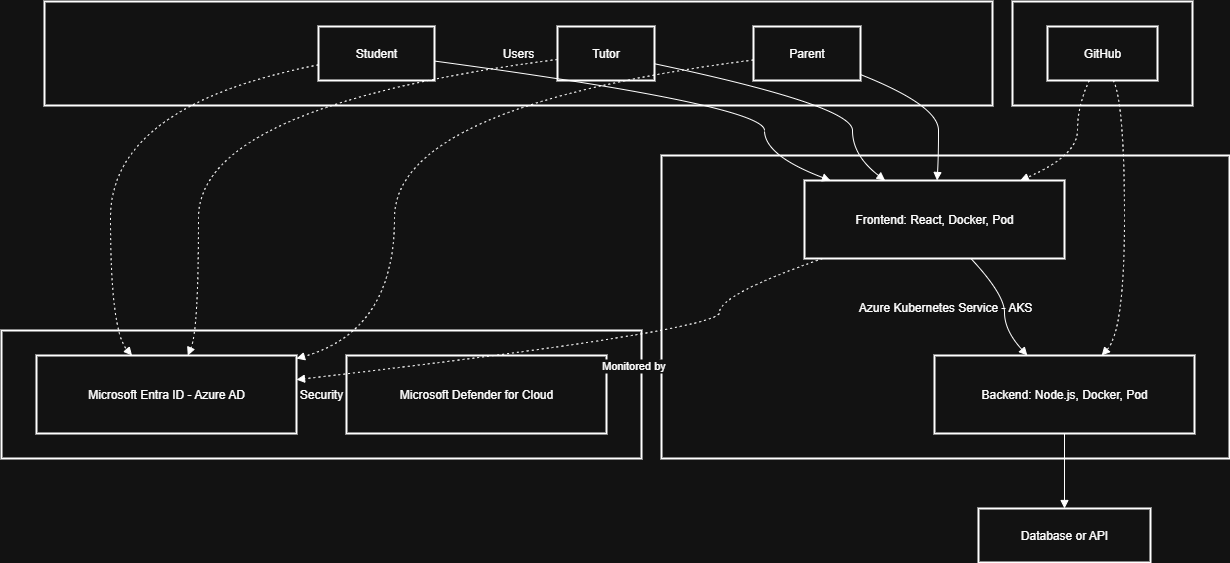 Student
Users
Tutor
Parent
GitHub
Frontend: React, Docker, Pod
Azure Kubernetes Service - AKS
Monitored by
Microsoft Entra ID - Azure AD
Security
Microsoft Defender for Cloud
Backend: Node.js, Docker, Pod
Database or API